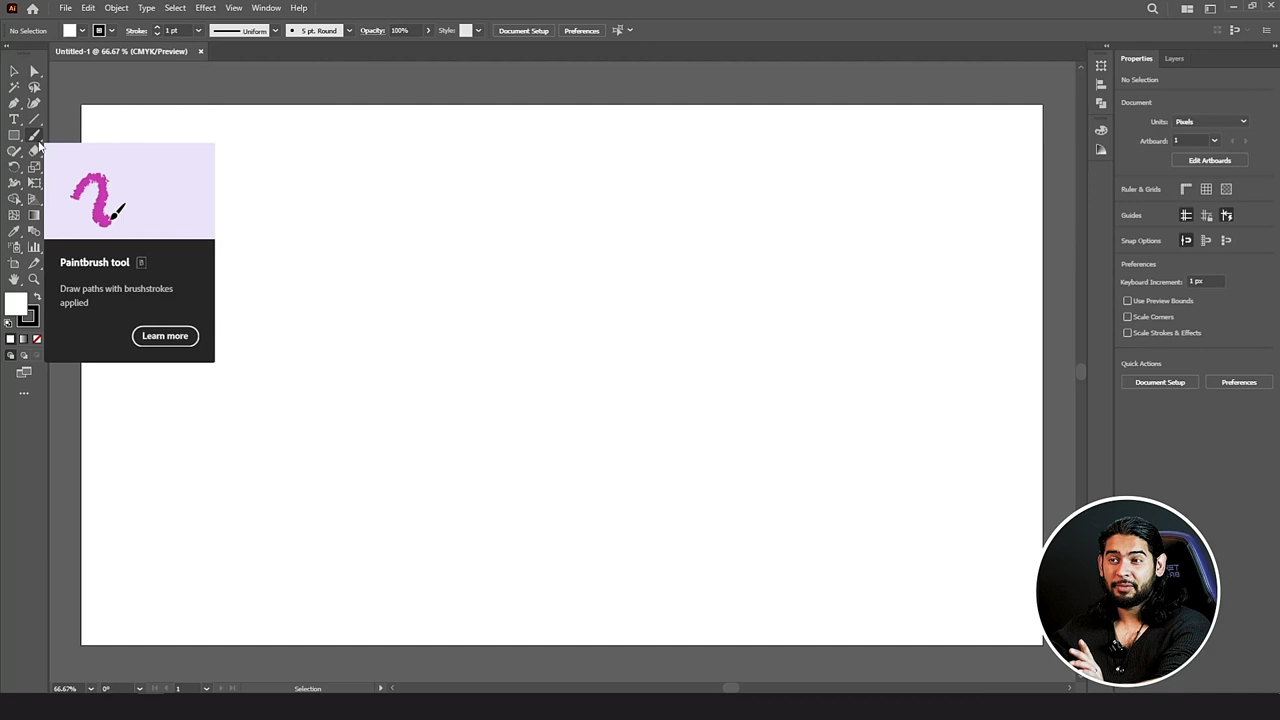 Ai File Edit Object Type Select Effect View Window Help
No Selection Stroke: 1 pt Uniform 5 pt. Round Opacity: 100% Style: Document Setup Preferences
Untitled-1 @ 66.67 % (CMYK/Preview) ×
Properties Layers
No Selection
Document
Units: Pixels
Artboard: 1
Edit Artboards
Ruler & Grids
Guides
Snap Options
Preferences
Keyboard Increment: 1 px
Use Preview Bounds
Scale Corners
Scale Strokes & Effects
Quick Actions
Document Setup Preferences
Paintbrush tool B
Draw paths with brushstrokes
applied
Learn more
66.67% 0° 1 Selection